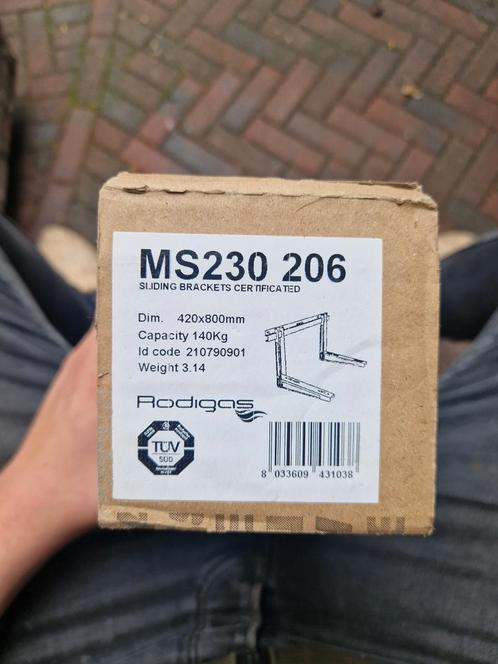 MS230 206
SLIDING BRACKETS CERTIFICATED
Dim. 420x800mm
Capacity 140Kg
Id code 210790901
Weight 3.14
Rodigas
TÜV
SÜD
8 033609 431038